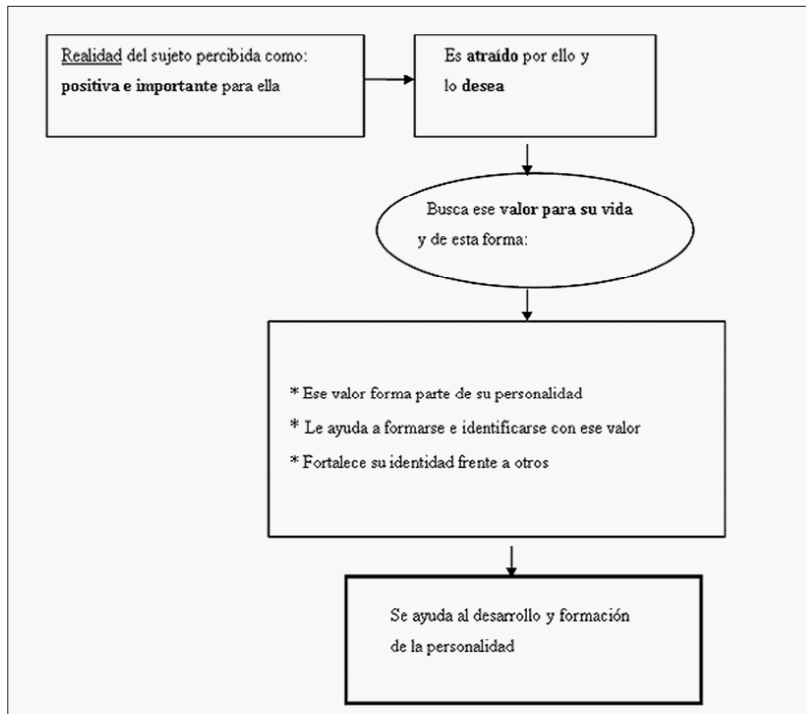 Realidad del sujeto percibida como:
positiva e importante para ella
Es atraído por ello y
lo desea
Busca ese valor para su vida
y de esta forma:
* Ese valor forma parte de su personalidad
* Le ayuda a formarse e identificarse con ese valor
* Fortalece su identidad frente a otros
Se ayuda al desarrollo y formación
de la personalidad